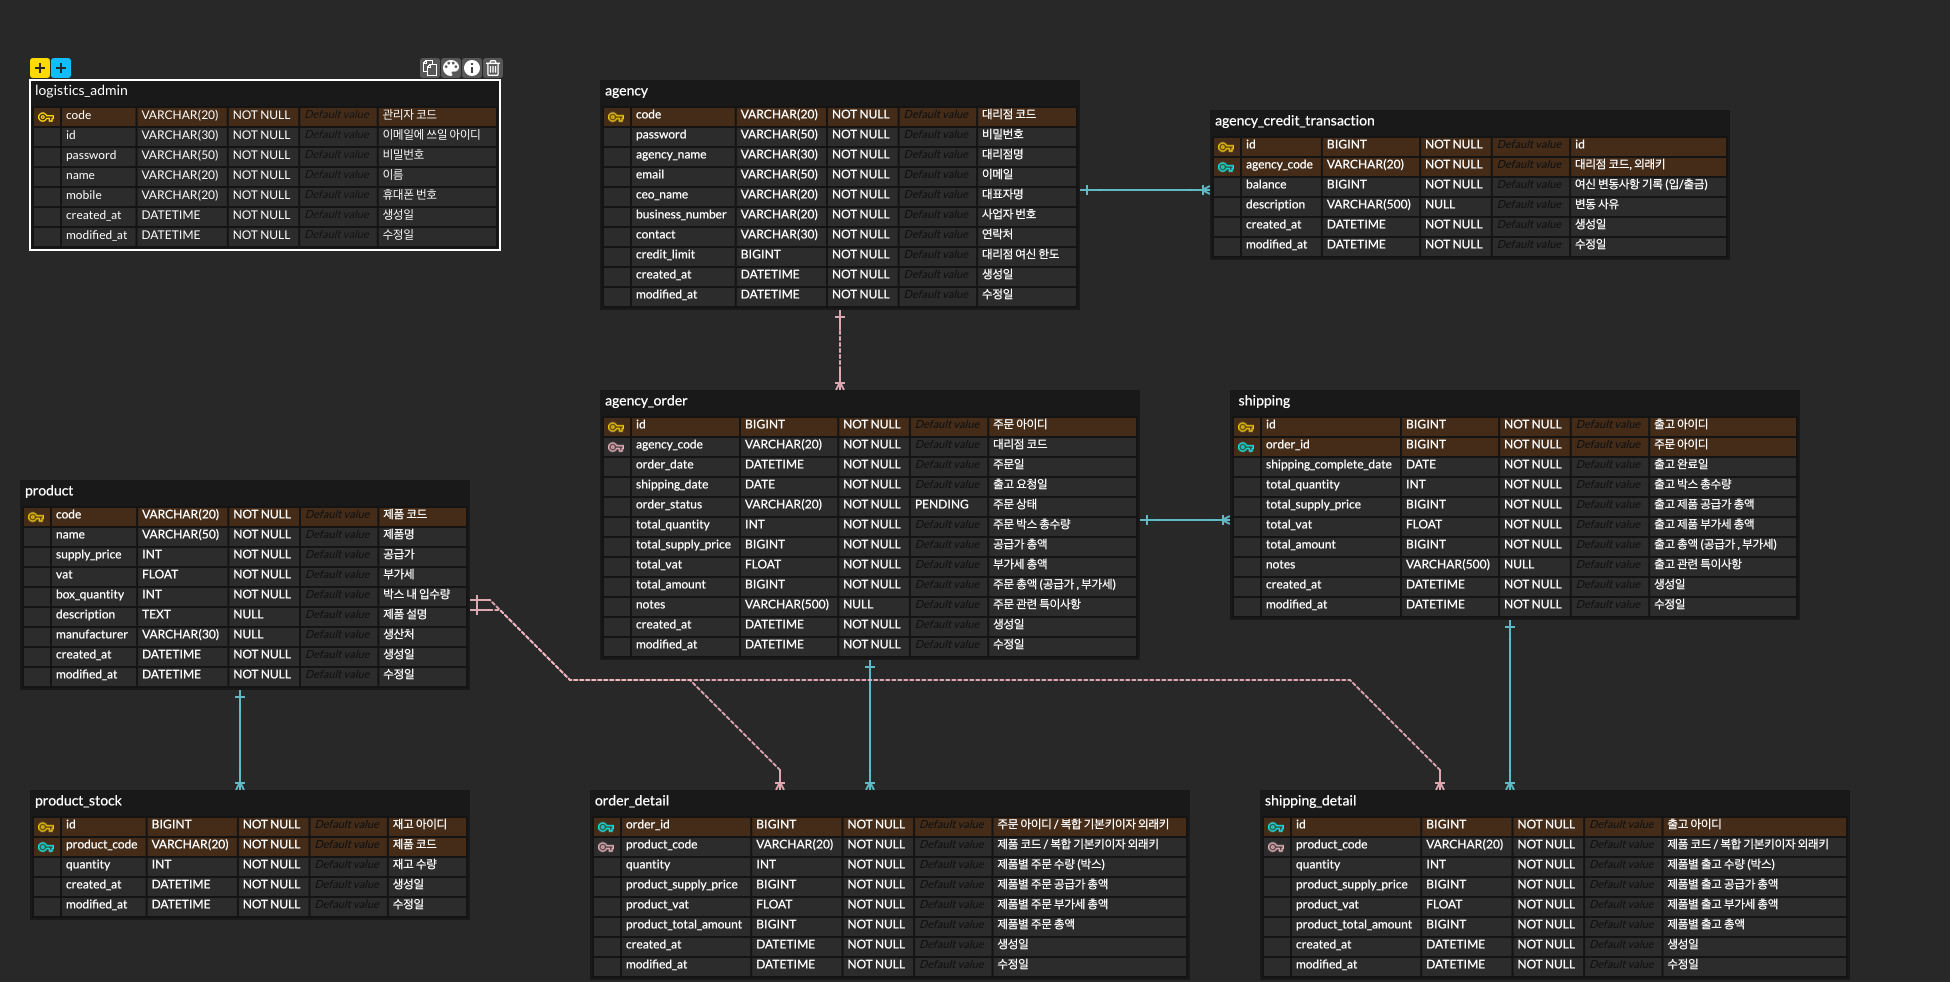 logistics_admin
code VARCHAR(20) NOT NULL Default value 관리자 코드
id VARCHAR(30) NOT NULL Default value 이메일에 쓰일 아이디
password VARCHAR(50) NOT NULL Default value 비밀번호
name VARCHAR(20) NOT NULL Default value 이름
mobile VARCHAR(20) NOT NULL Default value 휴대폰 번호
created_at DATETIME NOT NULL Default value 생성일
modified_at DATETIME NOT NULL Default value 수정일
agency
code VARCHAR(20) NOT NULL Default value 대리점 코드
password VARCHAR(50) NOT NULL Default value 비밀번호
agency_name VARCHAR(30) NOT NULL Default value 대리점명
email VARCHAR(50) NOT NULL Default value 이메일
ceo_name VARCHAR(20) NOT NULL Default value 대표자명
business_number VARCHAR(20) NOT NULL Default value 사업자 번호
contact VARCHAR(30) NOT NULL Default value 연락처
credit_limit BIGINT NOT NULL Default value 대리점 여신 한도
created_at DATETIME NOT NULL Default value 생성일
modified_at DATETIME NOT NULL Default value 수정일
agency_credit_transaction
id BIGINT NOT NULL Default value id
agency_code VARCHAR(20) NOT NULL Default value 대리점 코드, 외래키
balance BIGINT NOT NULL Default value 여신 변동사항 기록 (입/출금)
description VARCHAR(500) NULL Default value 변동 사유
created_at DATETIME NOT NULL Default value 생성일
modified_at DATETIME NOT NULL Default value 수정일
agency_order
id BIGINT NOT NULL Default value 주문 아이디
agency_code VARCHAR(20) NOT NULL Default value 대리점 코드
order_date DATETIME NOT NULL Default value 주문일
shipping_date DATE NOT NULL Default value 출고 요청일
order_status VARCHAR(20) NOT NULL PENDING 주문 상태
total_quantity INT NOT NULL Default value 주문 박스 총수량
total_supply_price BIGINT NOT NULL Default value 공급가 총액
total_vat FLOAT NOT NULL Default value 부가세 총액
total_amount BIGINT NOT NULL Default value 주문 총액 (공급가 , 부가세)
notes VARCHAR(500) NULL Default value 주문 관련 특이사항
created_at DATETIME NOT NULL Default value 생성일
modified_at DATETIME NOT NULL Default value 수정일
shipping
id BIGINT NOT NULL Default value 출고 아이디
order_id BIGINT NOT NULL Default value 주문 아이디
shipping_complete_date DATE NOT NULL Default value 출고 완료일
total_quantity INT NOT NULL Default value 출고 박스 총수량
total_supply_price BIGINT NOT NULL Default value 출고 제품 공급가 총액
total_vat FLOAT NOT NULL Default value 출고 제품 부가세 총액
total_amount BIGINT NOT NULL Default value 출고 총액 (공급가 , 부가세)
notes VARCHAR(500) NULL Default value 출고 관련 특이사항
created_at DATETIME NOT NULL Default value 생성일
modified_at DATETIME NOT NULL Default value 수정일
product
code VARCHAR(20) NOT NULL Default value 제품 코드
name VARCHAR(50) NOT NULL Default value 제품명
supply_price INT NOT NULL Default value 공급가
vat FLOAT NOT NULL Default value 부가세
box_quantity INT NOT NULL Default value 박스 내 입수량
description TEXT NULL Default value 제품 설명
manufacturer VARCHAR(30) NULL Default value 생산처
created_at DATETIME NOT NULL Default value 생성일
modified_at DATETIME NOT NULL Default value 수정일
product_stock
id BIGINT NOT NULL Default value 재고 아이디
product_code VARCHAR(20) NOT NULL Default value 제품 코드
quantity INT NOT NULL Default value 재고 수량
created_at DATETIME NOT NULL Default value 생성일
modified_at DATETIME NOT NULL Default value 수정일
order_detail
order_id BIGINT NOT NULL Default value 주문 아이디 / 복합 기본키이자 외래키
product_code VARCHAR(20) NOT NULL Default value 제품 코드 / 복합 기본키이자 외래키
quantity INT NOT NULL Default value 제품별 주문 수량 (박스)
product_supply_price BIGINT NOT NULL Default value 제품별 주문 공급가 총액
product_vat FLOAT NOT NULL Default value 제품별 주문 부가세 총액
product_total_amount BIGINT NOT NULL Default value 제품별 주문 총액
created_at DATETIME NOT NULL Default value 생성일
modified_at DATETIME NOT NULL Default value 수정일
shipping_detail
id BIGINT NOT NULL Default value 출고 아이디
product_code VARCHAR(20) NOT NULL Default value 제품 코드 / 복합 기본키이자 외래키
quantity INT NOT NULL Default value 제품별 출고 수량 (박스)
product_supply_price BIGINT NOT NULL Default value 제품별 출고 공급가 총액
product_vat FLOAT NOT NULL Default value 제품별 출고 부가세 총액
product_total_amount BIGINT NOT NULL Default value 제품별 출고 총액
created_at DATETIME NOT NULL Default value 생성일
modified_at DATETIME NOT NULL Default value 수정일